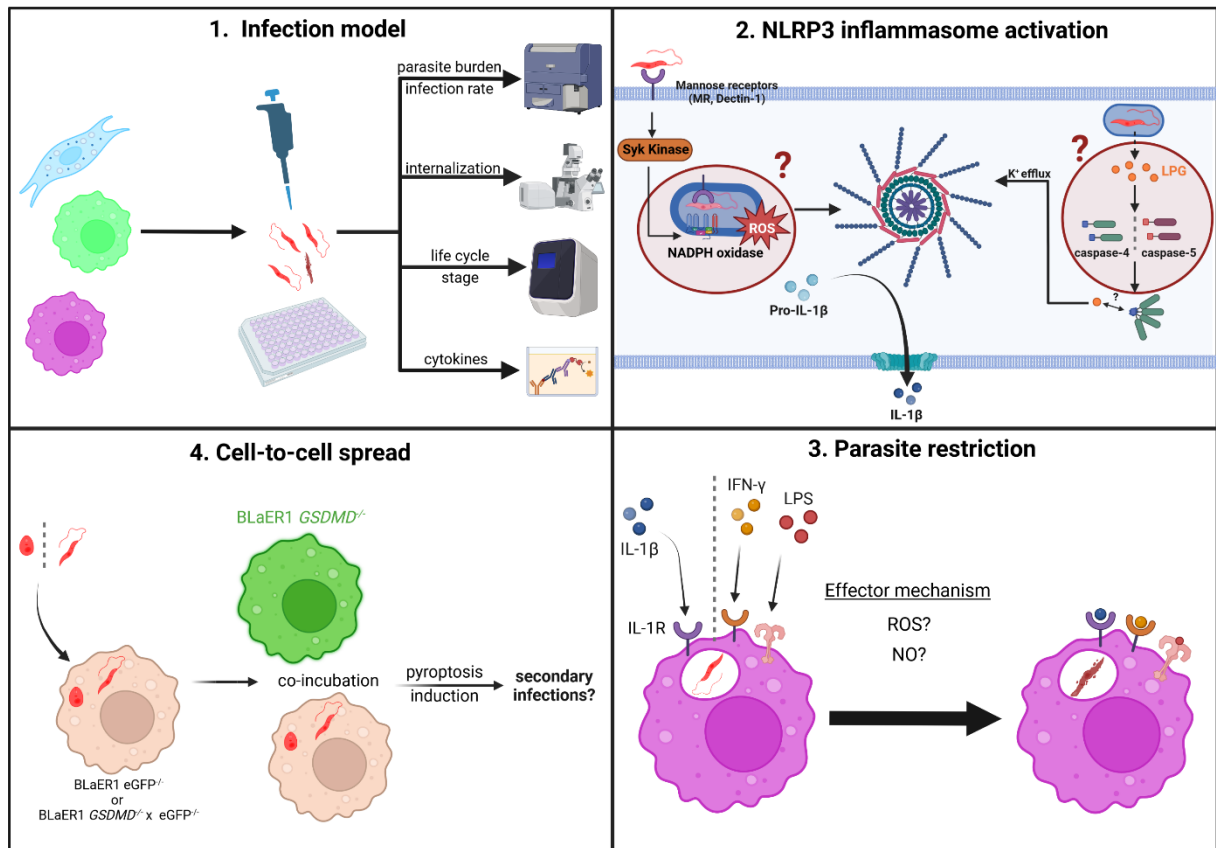 1. Infection model
parasite burden
infection rate
internalization
life cycle
stage
cytokines
2. NLRP3 inflammasome activation
Mannose receptors
(MR, Dectin-1)
Syk Kinase
?
ROS
NADPH oxidase
Pro-IL-1β
IL-1β
K⁺ efflux
?
LPG
caspase-4
caspase-5
?
4. Cell-to-cell spread
BLaER1 GSDMD-/-
co-incubation
pyroptosis
induction
secondary
infections?
BLaER1 eGFP-/-
or
BLaER1 GSDMD-/- x eGFP-/-
3. Parasite restriction
IL-1β
IFN-γ
LPS
IL-1R
Effector mechanism
ROS?
NO?